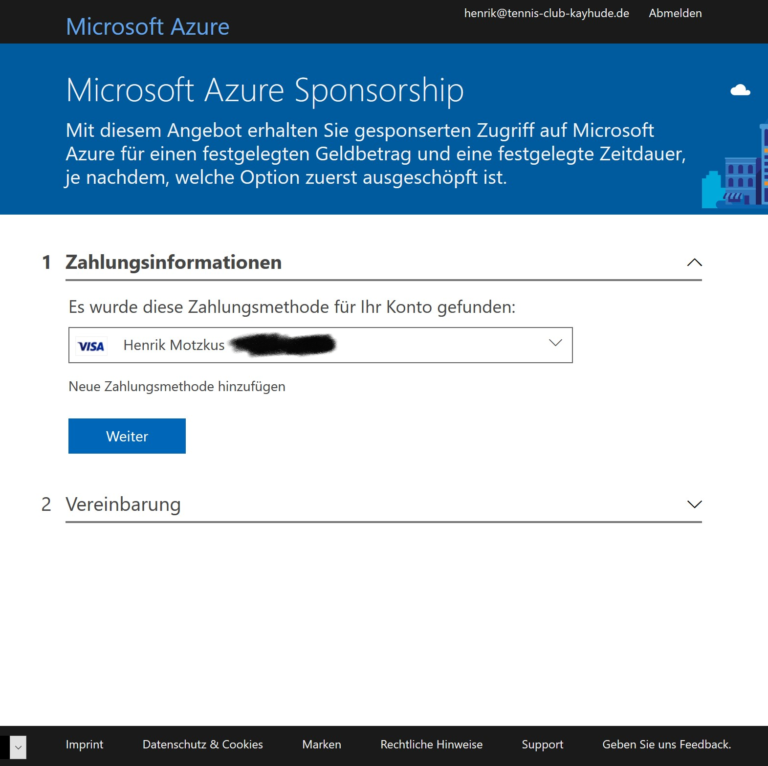 Microsoft Azure
henrik@tennis-club-kayhude.de Abmelden
Microsoft Azure Sponsorship
Mit diesem Angebot erhalten Sie gesponserten Zugriff auf Microsoft
Azure für einen festgelegten Geldbetrag und eine festgelegte Zeitdauer,
je nachdem, welche Option zuerst ausgeschöpft ist.
1 Zahlungsinformationen
Es wurde diese Zahlungsmethode für Ihr Konto gefunden:
VISA Henrik Motzkus
Neue Zahlungsmethode hinzufügen
Weiter
2 Vereinbarung
Imprint Datenschutz & Cookies Marken Rechtliche Hinweise Support Geben Sie uns Feedback.